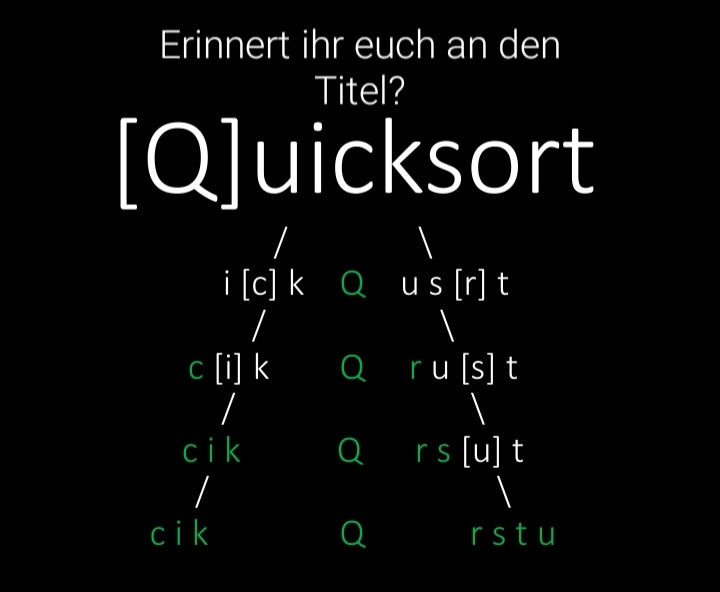 Erinnert ihr euch an den
Titel?
[Q]uicksort
/ \
i [c] k Q u s [r] t
/ \
c [i] k Q r u [s] t
/ \
c i k Q r s [u] t
/ \
c i k Q r s t u